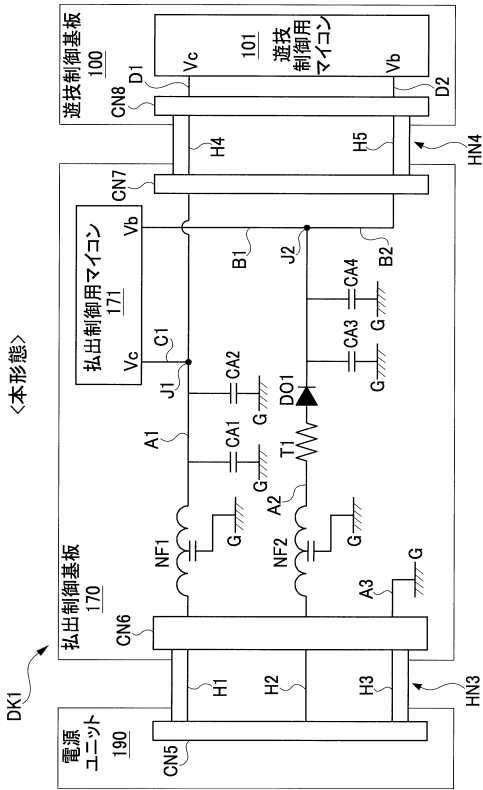 <本形態>
DK1
電源
ユニット
190
CN5
H1
H2
H3
HN3
払出制御基板
170
CN6
NF1
G
A1
G
CA1
G
CA2
J1
C1
払出制御用マイコン
171
Vc
Vb
NF2
G
A2
T1
DO1
G
CA3
G
CA4
J2
B1
B2
A3
G
CN7
H4
H5
HN4
遊技制御基板
100
CN8
D1
D2
Vc
101
遊技
制御用
マイコン
Vb